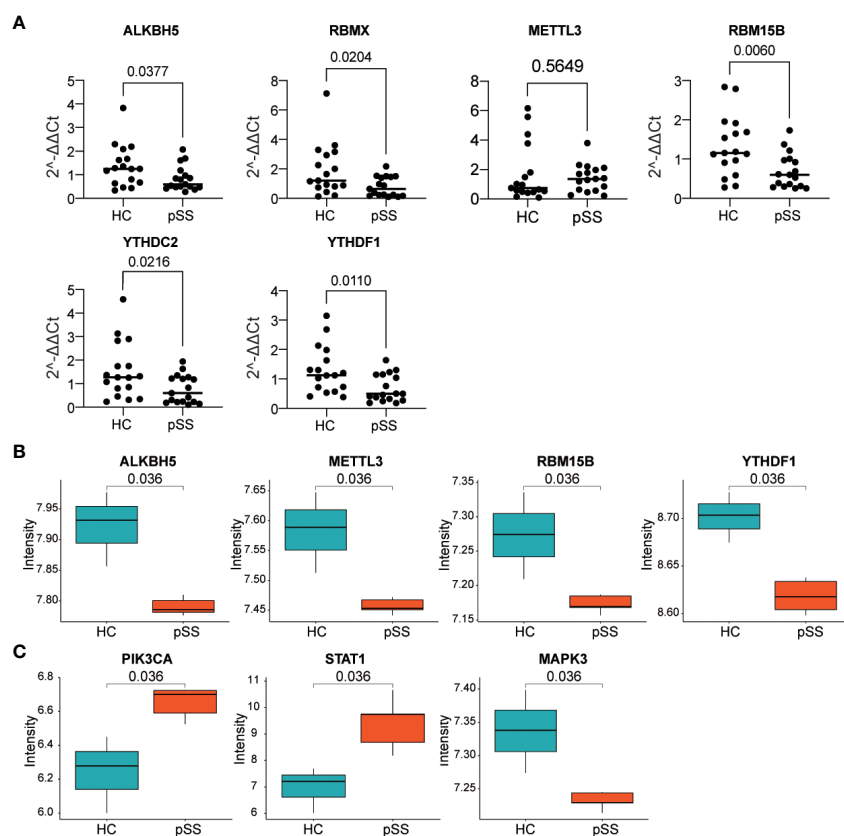 A
ALKBH5 RBMX METTL3 RBM15B
0.0377 0.0204 0.5649 0.0060
2^-ΔΔCt 5 4 3 2 1 0 HC pSS
2^-ΔΔCt 8 6 4 2 0 HC pSS
2^-ΔΔCt 8 6 4 2 0 HC pSS
2^-ΔΔCt 3 2 1 0 HC pSS
YTHDC2 YTHDF1
0.0216 0.0110
2^-ΔΔCt 5 4 3 2 1 0 HC pSS
2^-ΔΔCt 4 3 2 1 0 HC pSS
B
ALKBH5 METTL3 RBM15B YTHDF1
0.036 0.036 0.036 0.036
Intensity 7.95 7.90 7.85 7.80 HC pSS
Intensity 7.65 7.60 7.55 7.50 7.45 HC pSS
Intensity 7.35 7.30 7.25 7.20 7.15 HC pSS
Intensity 8.70 8.65 8.60 HC pSS
C
PIK3CA STAT1 MAPK3
0.036 0.036 0.036
Intensity 6.8 6.6 6.4 6.2 6.0 HC pSS
Intensity 11 10 9 8 7 6 HC pSS
Intensity 7.40 7.35 7.30 7.25 HC pSS